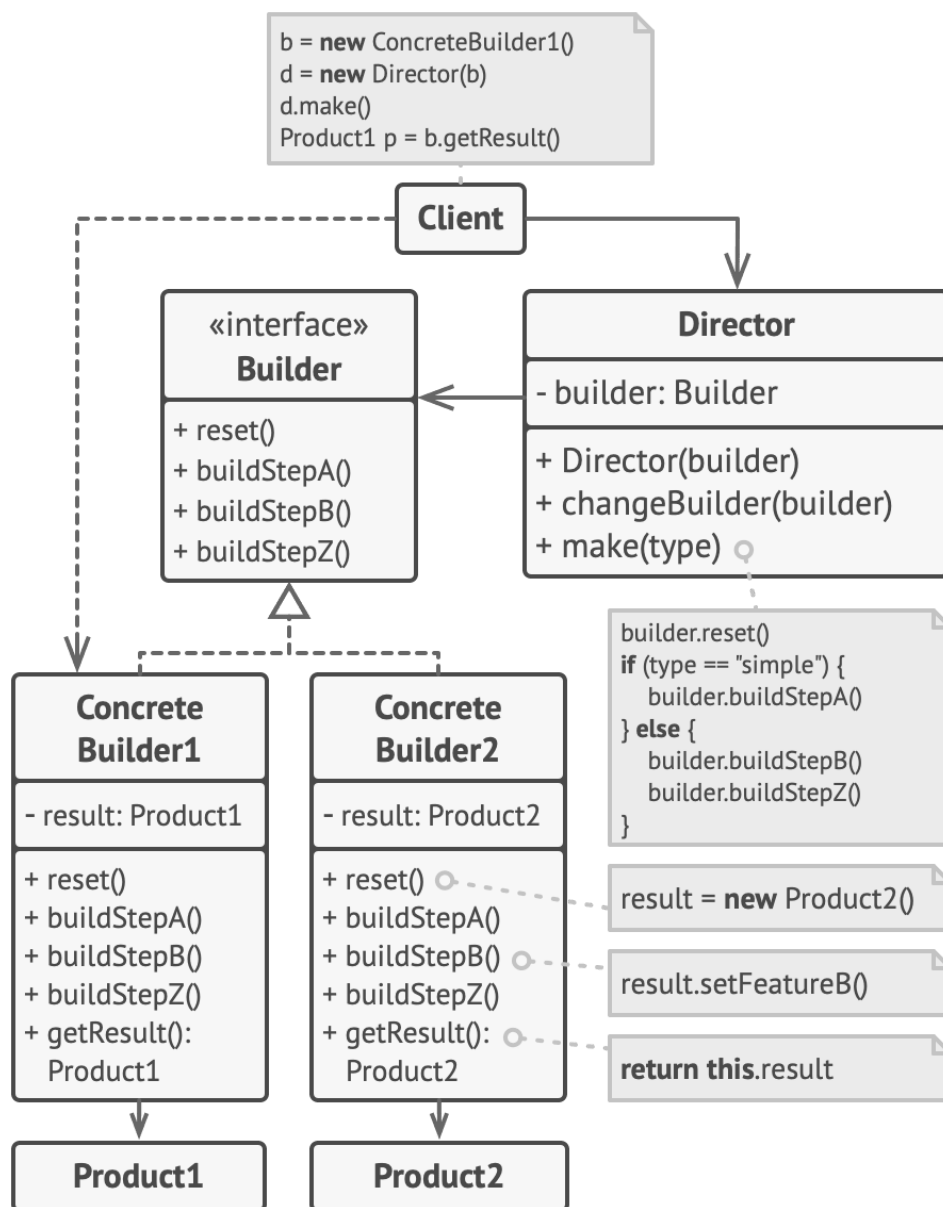 b = new ConcreteBuilder1()
d = new Director(b)
d.make()
Product1 p = b.getResult()
Client
«interface»
Builder
+ reset()
+ buildStepA()
+ buildStepB()
+ buildStepZ()
Director
- builder: Builder
+ Director(builder)
+ changeBuilder(builder)
+ make(type)
builder.reset()
if (type == "simple") {
builder.buildStepA()
} else {
builder.buildStepB()
builder.buildStepZ()
}
Concrete
Builder1
- result: Product1
+ reset()
+ buildStepA()
+ buildStepB()
+ buildStepZ()
+ getResult():
Product1
Concrete
Builder2
- result: Product2
+ reset()
+ buildStepA()
+ buildStepB()
+ buildStepZ()
+ getResult():
Product2
result = new Product2()
result.setFeatureB()
return this.result
Product1
Product2